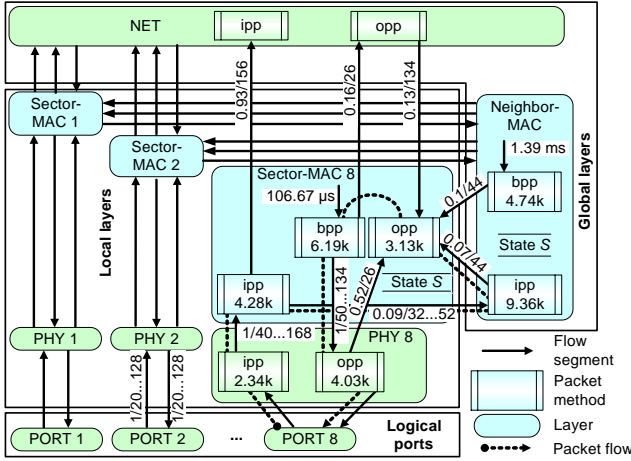 NET
ipp
opp
0.93/156
0.16/26
0.13/134
Sector-
MAC 1
Sector-
MAC 2
Neighbor-
MAC
1.39 ms
bpp
4.74k
Sector-MAC 8
106.67 µs
bpp
6.19k
opp
3.13k
0.1/44
0.07/44
State S
ipp
9.36k
State S
ipp
4.28k
1/50...134
0.52/26
0.09/32...52
1/40...168
Local layers
Global layers
PHY 1
PHY 2
PHY 8
ipp
2.34k
opp
4.03k
1/20...128
1/20...128
PORT 1
PORT 2
...
PORT 8
Logical
ports
Flow
segment
Packet
method
Layer
Packet flow